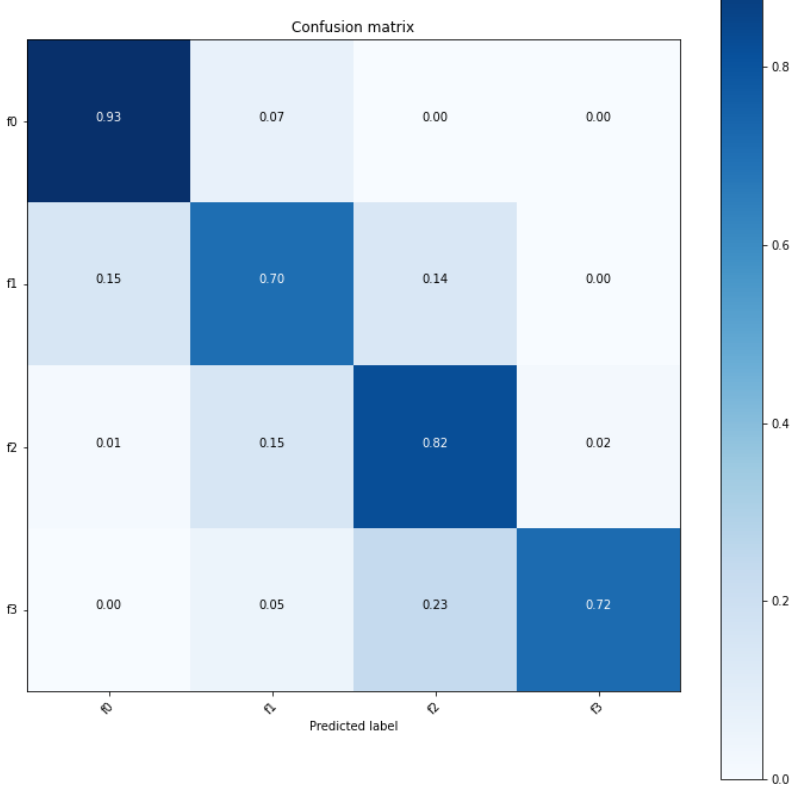 Confusion matrix
0.8
f0 0.93 0.07 0.00 0.00
0.6
f1 0.15 0.70 0.14 0.00
0.4
f2 0.01 0.15 0.82 0.02
0.2
f3 0.00 0.05 0.23 0.72
f0 f1 f2 f3
Predicted label
0.0